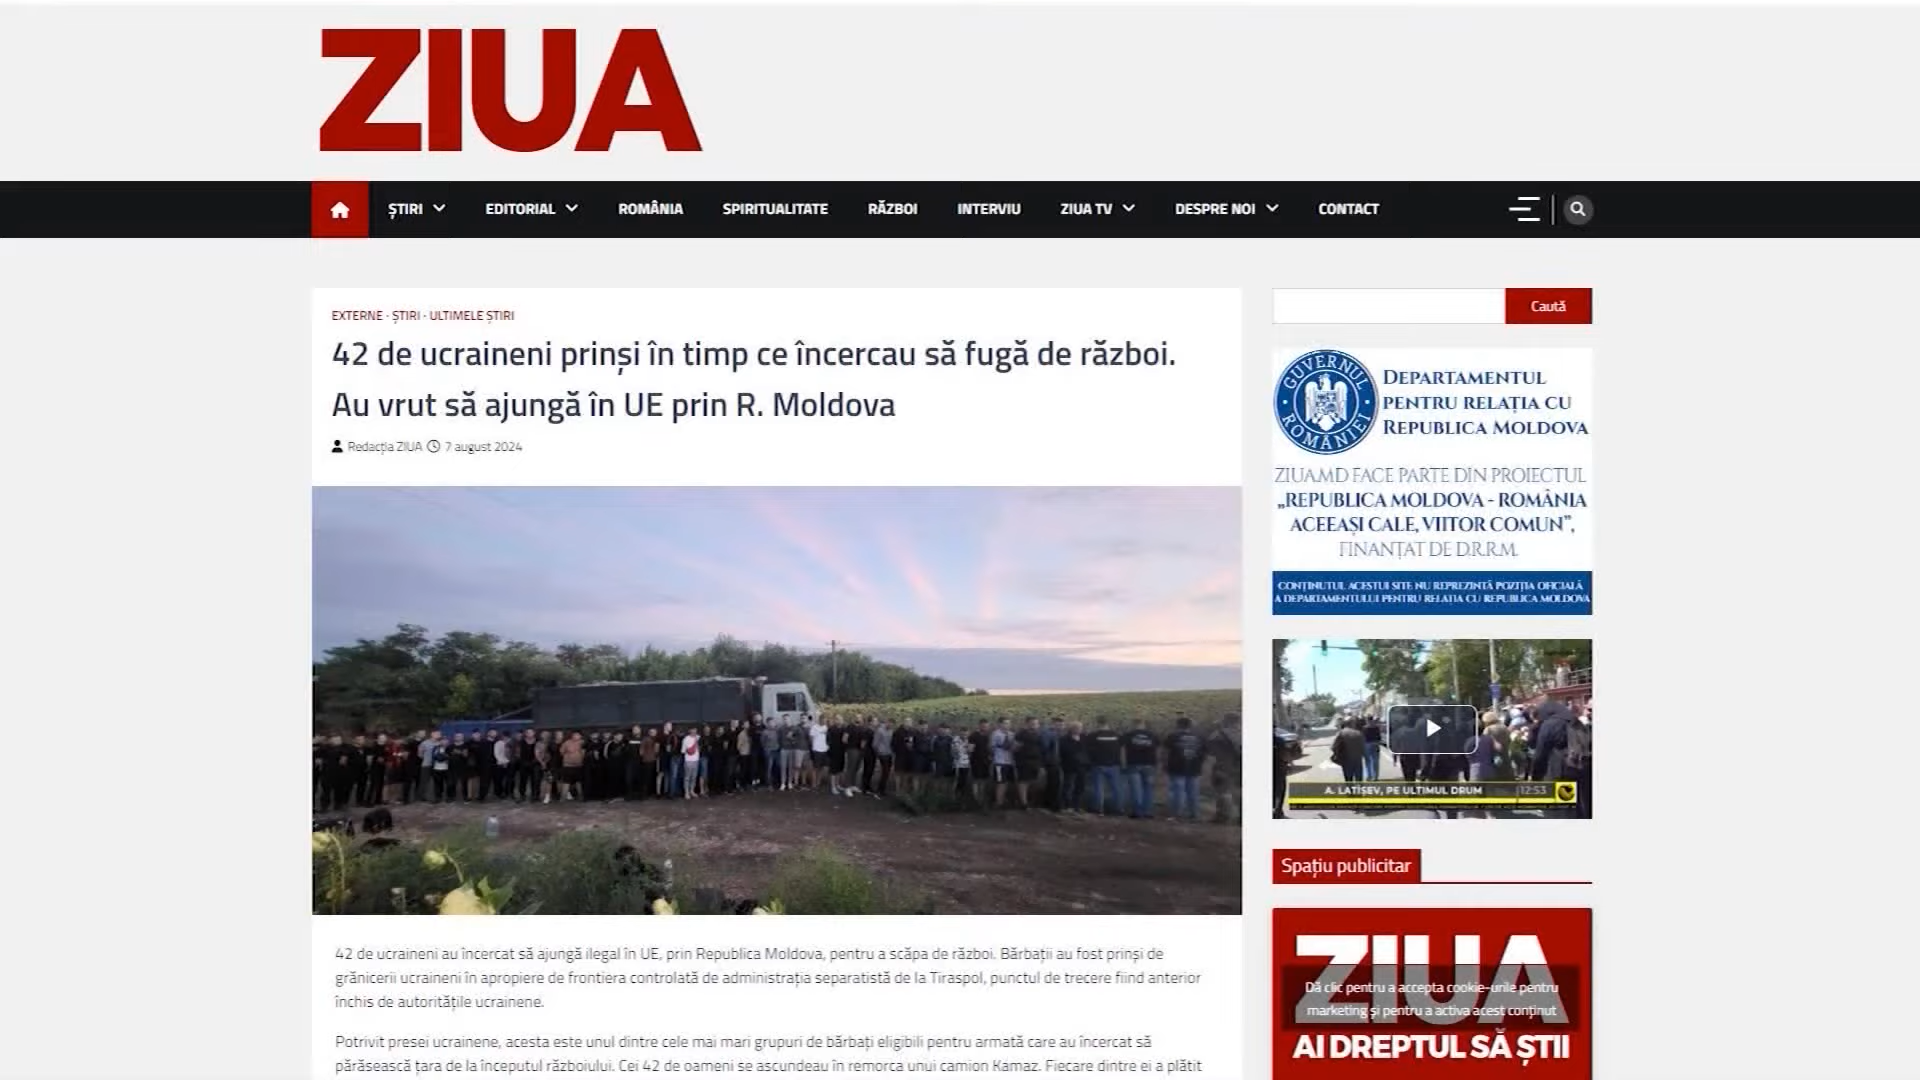 ZIUA
ȘTIRI
EDITORIAL
ROMÂNIA
SPIRITUALITATE
RĂZBOI
INTERVIU
ZIUA TV
DESPRE NOI
CONTACT
EXTERNE · ȘTIRI · ULTIMELE ȘTIRI
42 de ucraineni prinși în timp ce încercau să fugă de război.
Au vrut să ajungă în UE prin R. Moldova
Redacția ZIUA 7 august 2024
42 de ucraineni au încercat să ajungă ilegal în UE, prin Republica Moldova, pentru a scăpa de război. Bărbații au fost prinși de
grănicerii ucraineni în apropiere de frontiera controlată de administrația separatistă de la Tiraspol, punctul de trecere fiind anterior
închis de autoritățile ucrainene.
Potrivit presei ucrainene, acesta este unul dintre cele mai mari grupuri de bărbați eligibili pentru armată care au încercat să
părăsească țara de la începutul războiului. Cei 42 de oameni se ascundeau în remorca unui camion Kamaz. Fiecare dintre ei a plătit
Caută
GUVERNUL ROMÂNIEI
DEPARTAMENTUL
PENTRU RELAȚIA CU
REPUBLICA MOLDOVA
ZIUA.MD FACE PARTE DIN PROIECTUL
„REPUBLICA MOLDOVA - ROMÂNIA
ACEEAȘI CALE, VIITOR COMUN”,
FINANȚAT DE D.R.R.M.
CONȚINUTUL ACESTUI SITE NU REPREZINTĂ POZIȚIA OFICIALĂ
A DEPARTAMENTULUI PENTRU RELAȚIA CU REPUBLICA MOLDOVA
A. LATÎȘEV, PE ULTIMUL DRUM 12:53
Spațiu publicitar
ZIUA
Dă clic pentru a accepta cookie-urile pentru
marketing și pentru a activa acest conținut
AI DREPTUL SĂ ȘTII